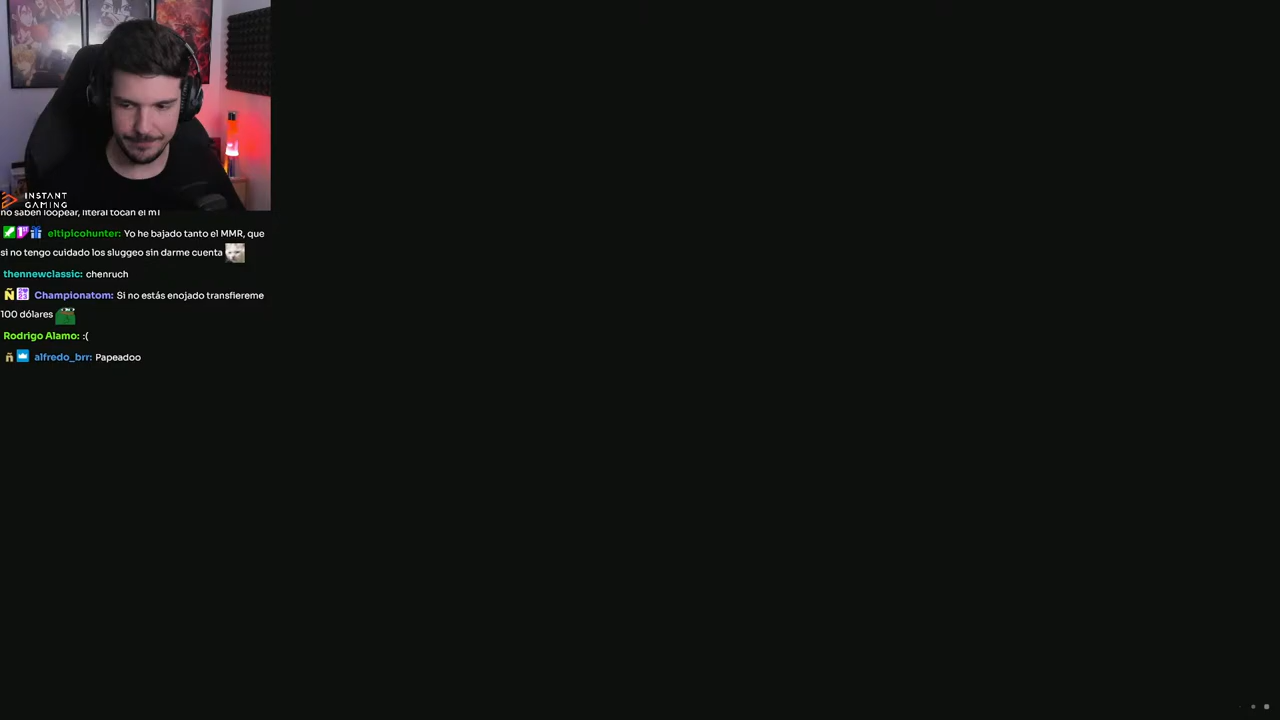 INSTANT
GAMING
no saben loopear, literal tocan el m1
eltipicohunter: Yo he bajado tanto el MMR, que
si no tengo cuidado los sluggeo sin darme cuenta
thennewclassic: chenruch
Championatom: Si no estás enojado transfiereme
100 dólares
Rodrigo Alamo: :(
alfredo_brr: Papeadoo